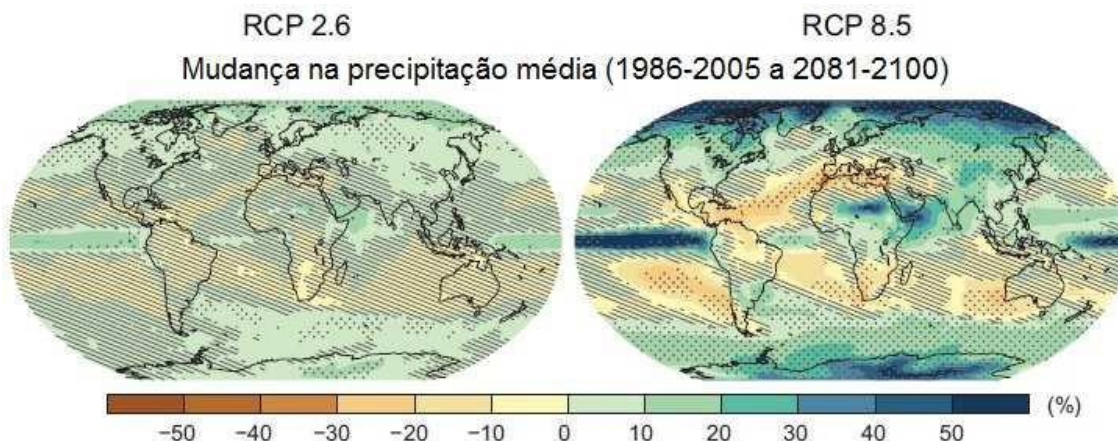 RCP 2.6 RCP 8.5
Mudança na precipitação média (1986-2005 a 2081-2100)
(%)
−50 −40 −30 −20 −10 0 10 20 30 40 50